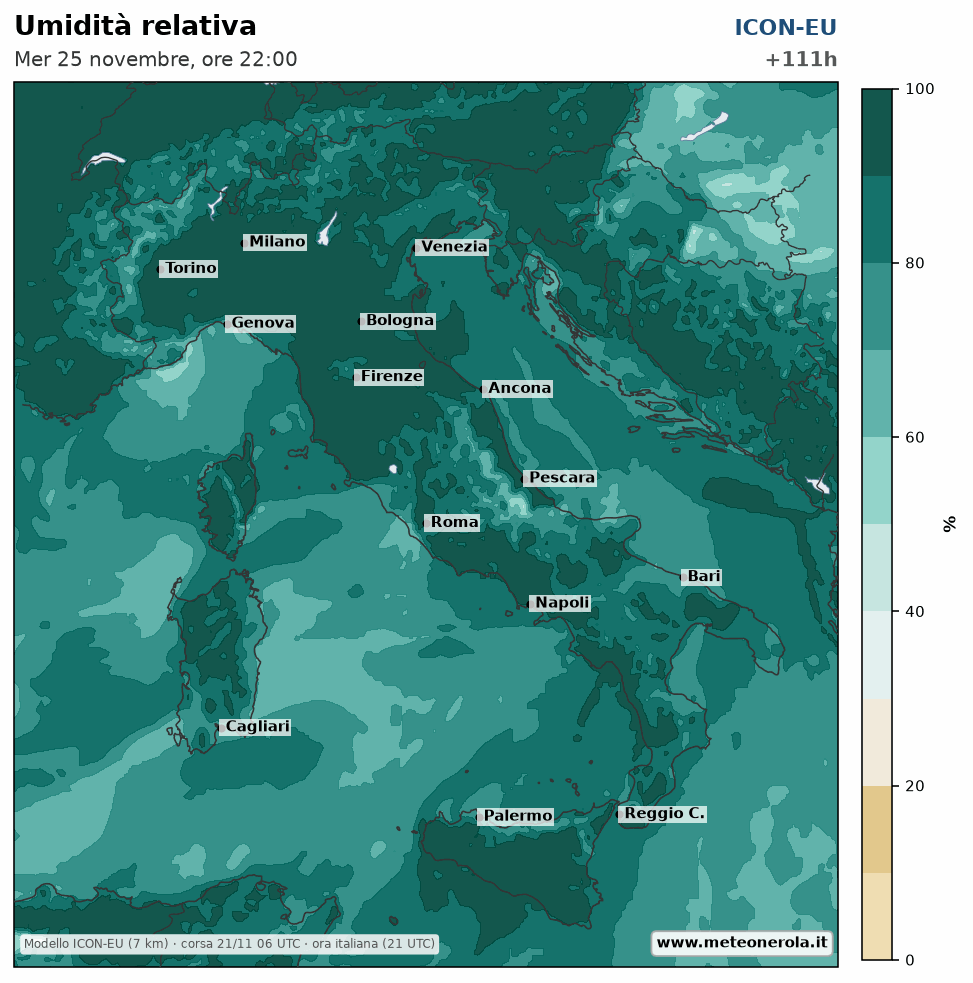 Umidità relativa
ICON-EU
Mer 25 novembre, ore 22:00
+111h
100
80
60
%
40
20
0
Milano
Venezia
Torino
Genova
Bologna
Firenze
Ancona
Pescara
Roma
Bari
Napoli
Cagliari
Palermo
Reggio C.
Modello ICON-EU (7 km) · corsa 21/11 06 UTC · ora italiana (21 UTC)
www.meteonerola.it